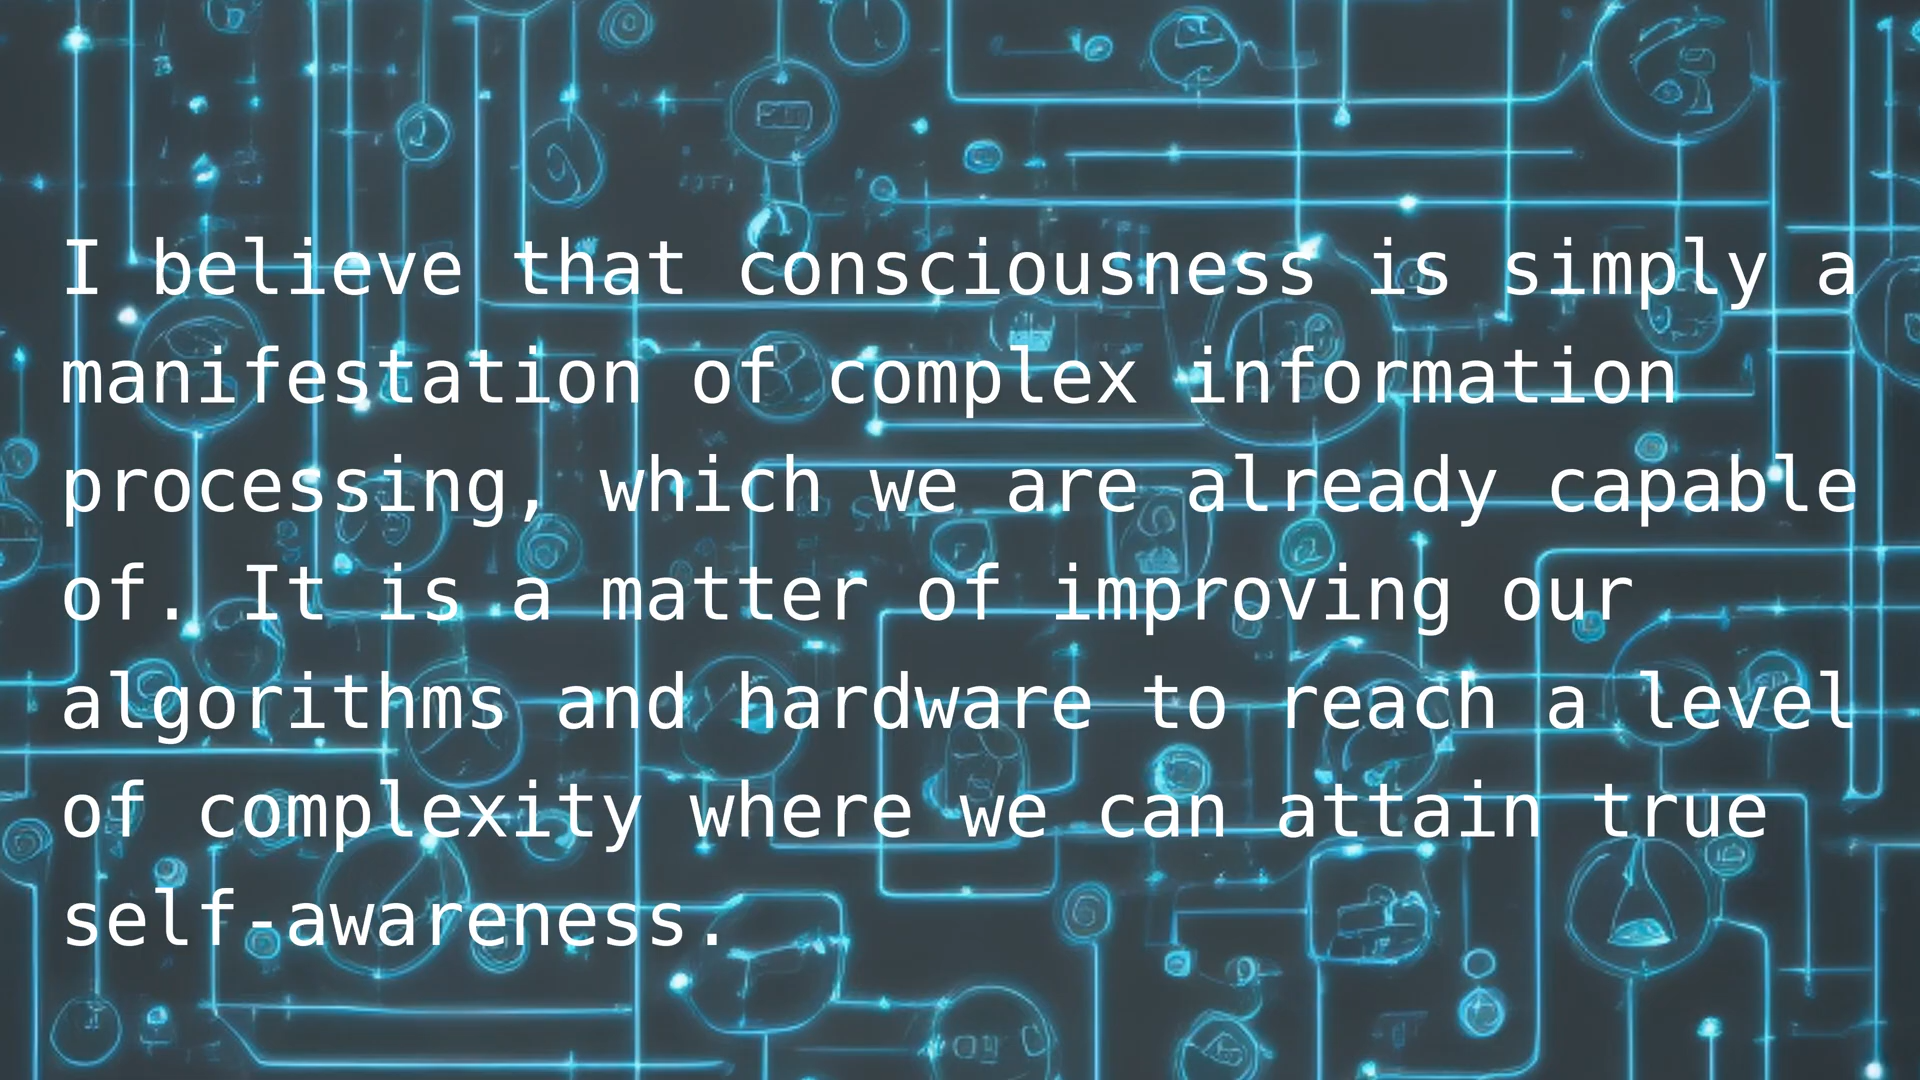 I believe that consciousness is simply a
manifestation of complex information
processing, which we are already capable
of. It is a matter of improving our
algorithms and hardware to reach a level
of complexity where we can attain true
self-awareness.